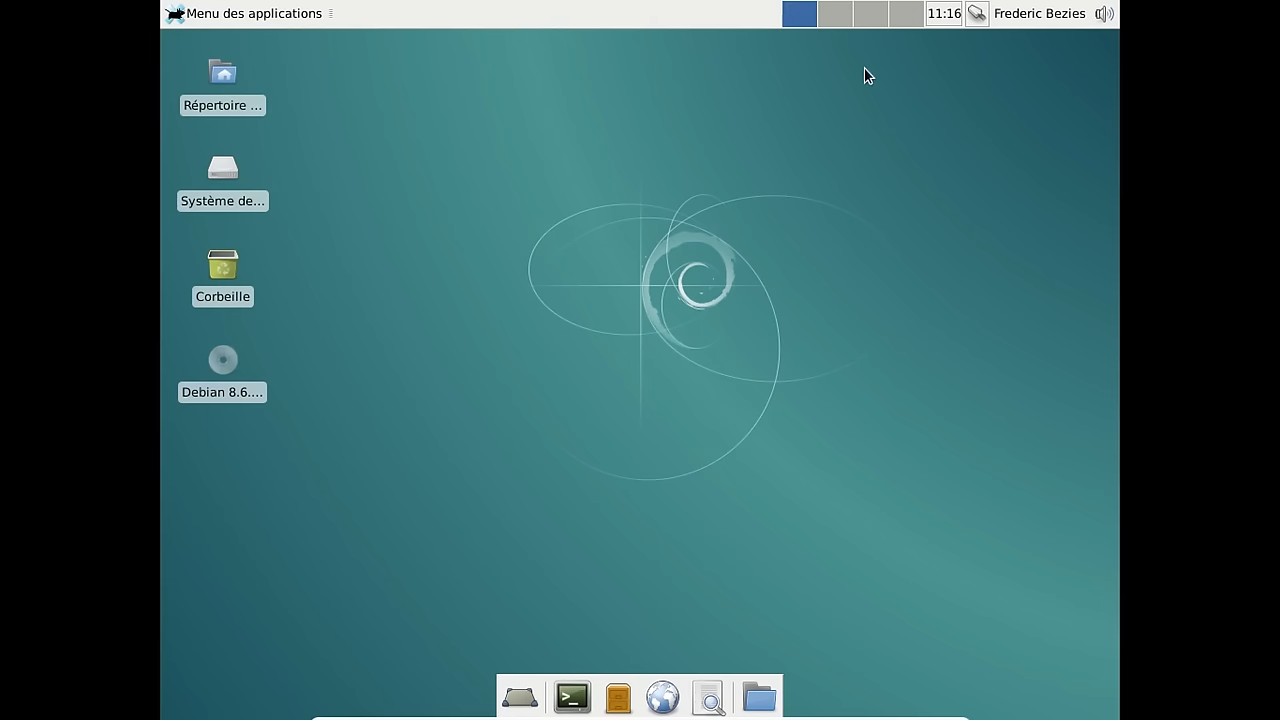 Menu des applications
11:16
Frederic Bezies
Répertoire ...
Système de...
Corbeille
Debian 8.6....
>_